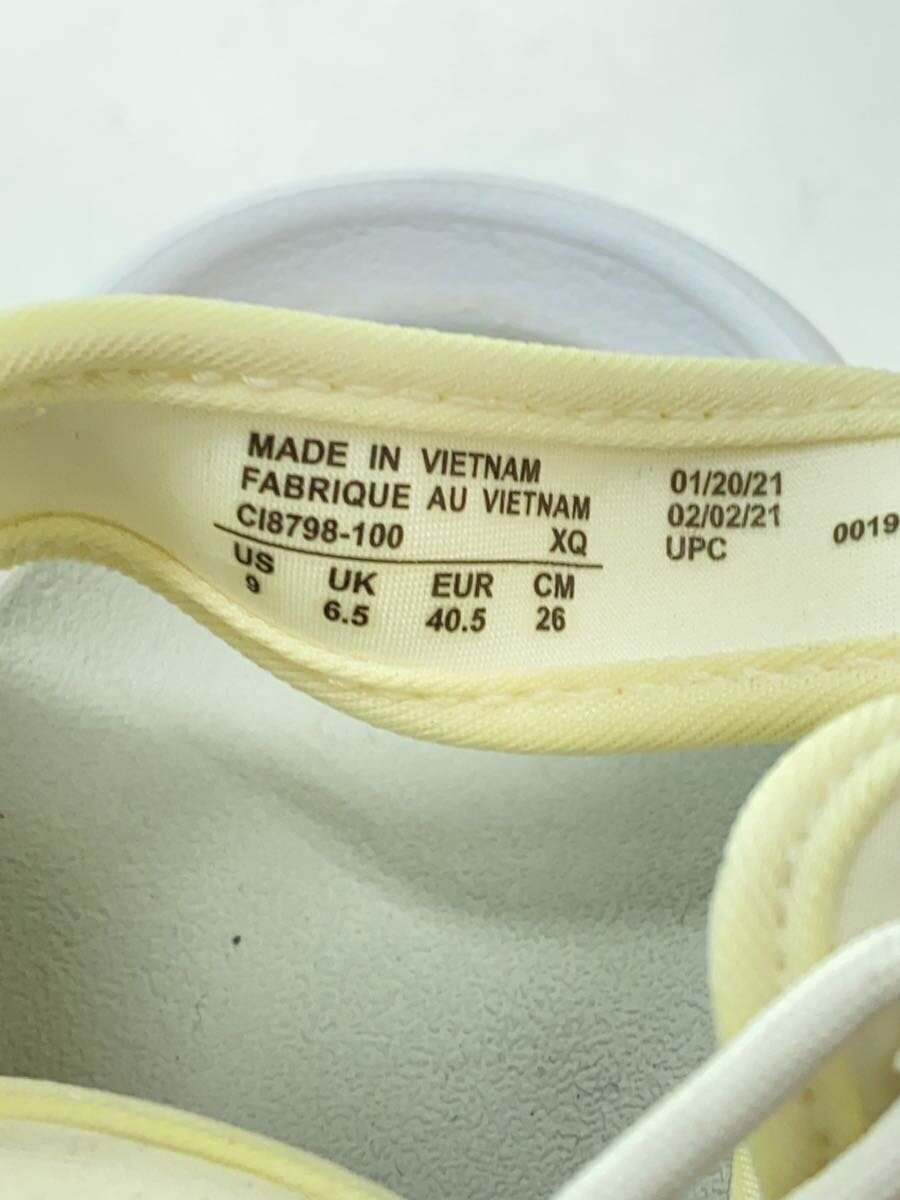 MADE IN VIETNAM
FABRIQUE AU VIETNAM
CI8798-100 XQ
US UK EUR CM
9 6.5 40.5 26
01/20/21
02/02/21
UPC 0019